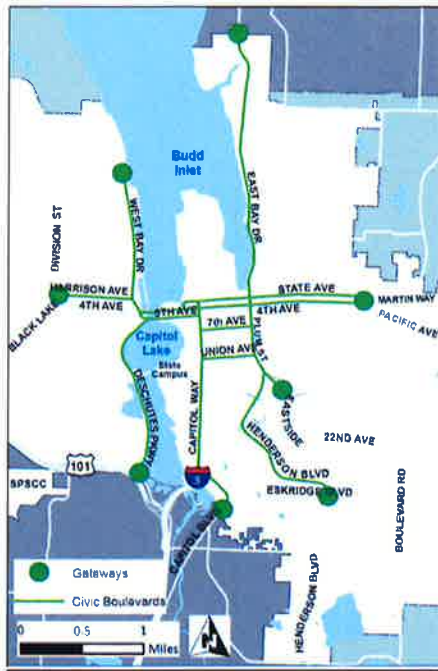 Budd
Inlet
WEST BAY DR
EAST BAY DR
DIVISION ST
HARRISON AVE
4TH AVE
BLACK LAKE
STATE AVE
MARTIN WAY
4TH AVE
PACIFIC AVE
5TH AVE
7th AVE
UNION AVE
PLUM ST
Capitol
Lake
State
Campus
DESCHUTES PKWY
CAPITOL WAY
EASTSIDE
22ND AVE
HENDERSON BLVD
ESKRIDGE BLVD
BOULEVARD RD
101
SPSCC
5
HENDERSON BLVD
Gateways
Civic Boulevards
0 0.5 1
Miles
N